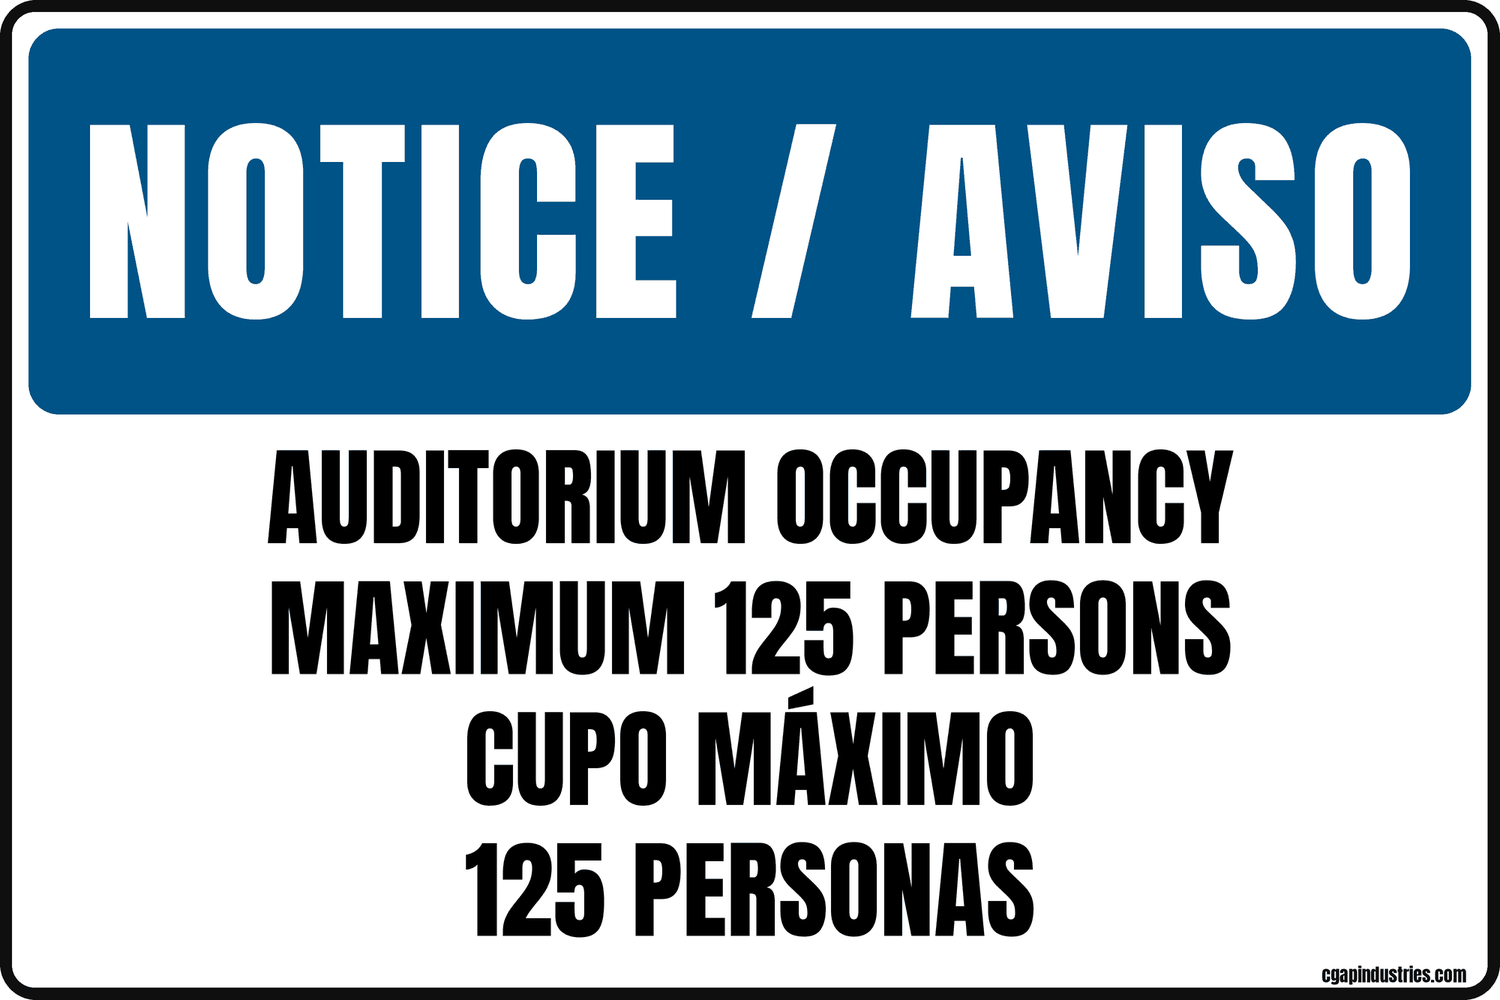 NOTICE / AVISO
AUDITORIUM OCCUPANCY
MAXIMUM 125 PERSONS
CUPO MÁXIMO
125 PERSONAS
cgapindustries.com